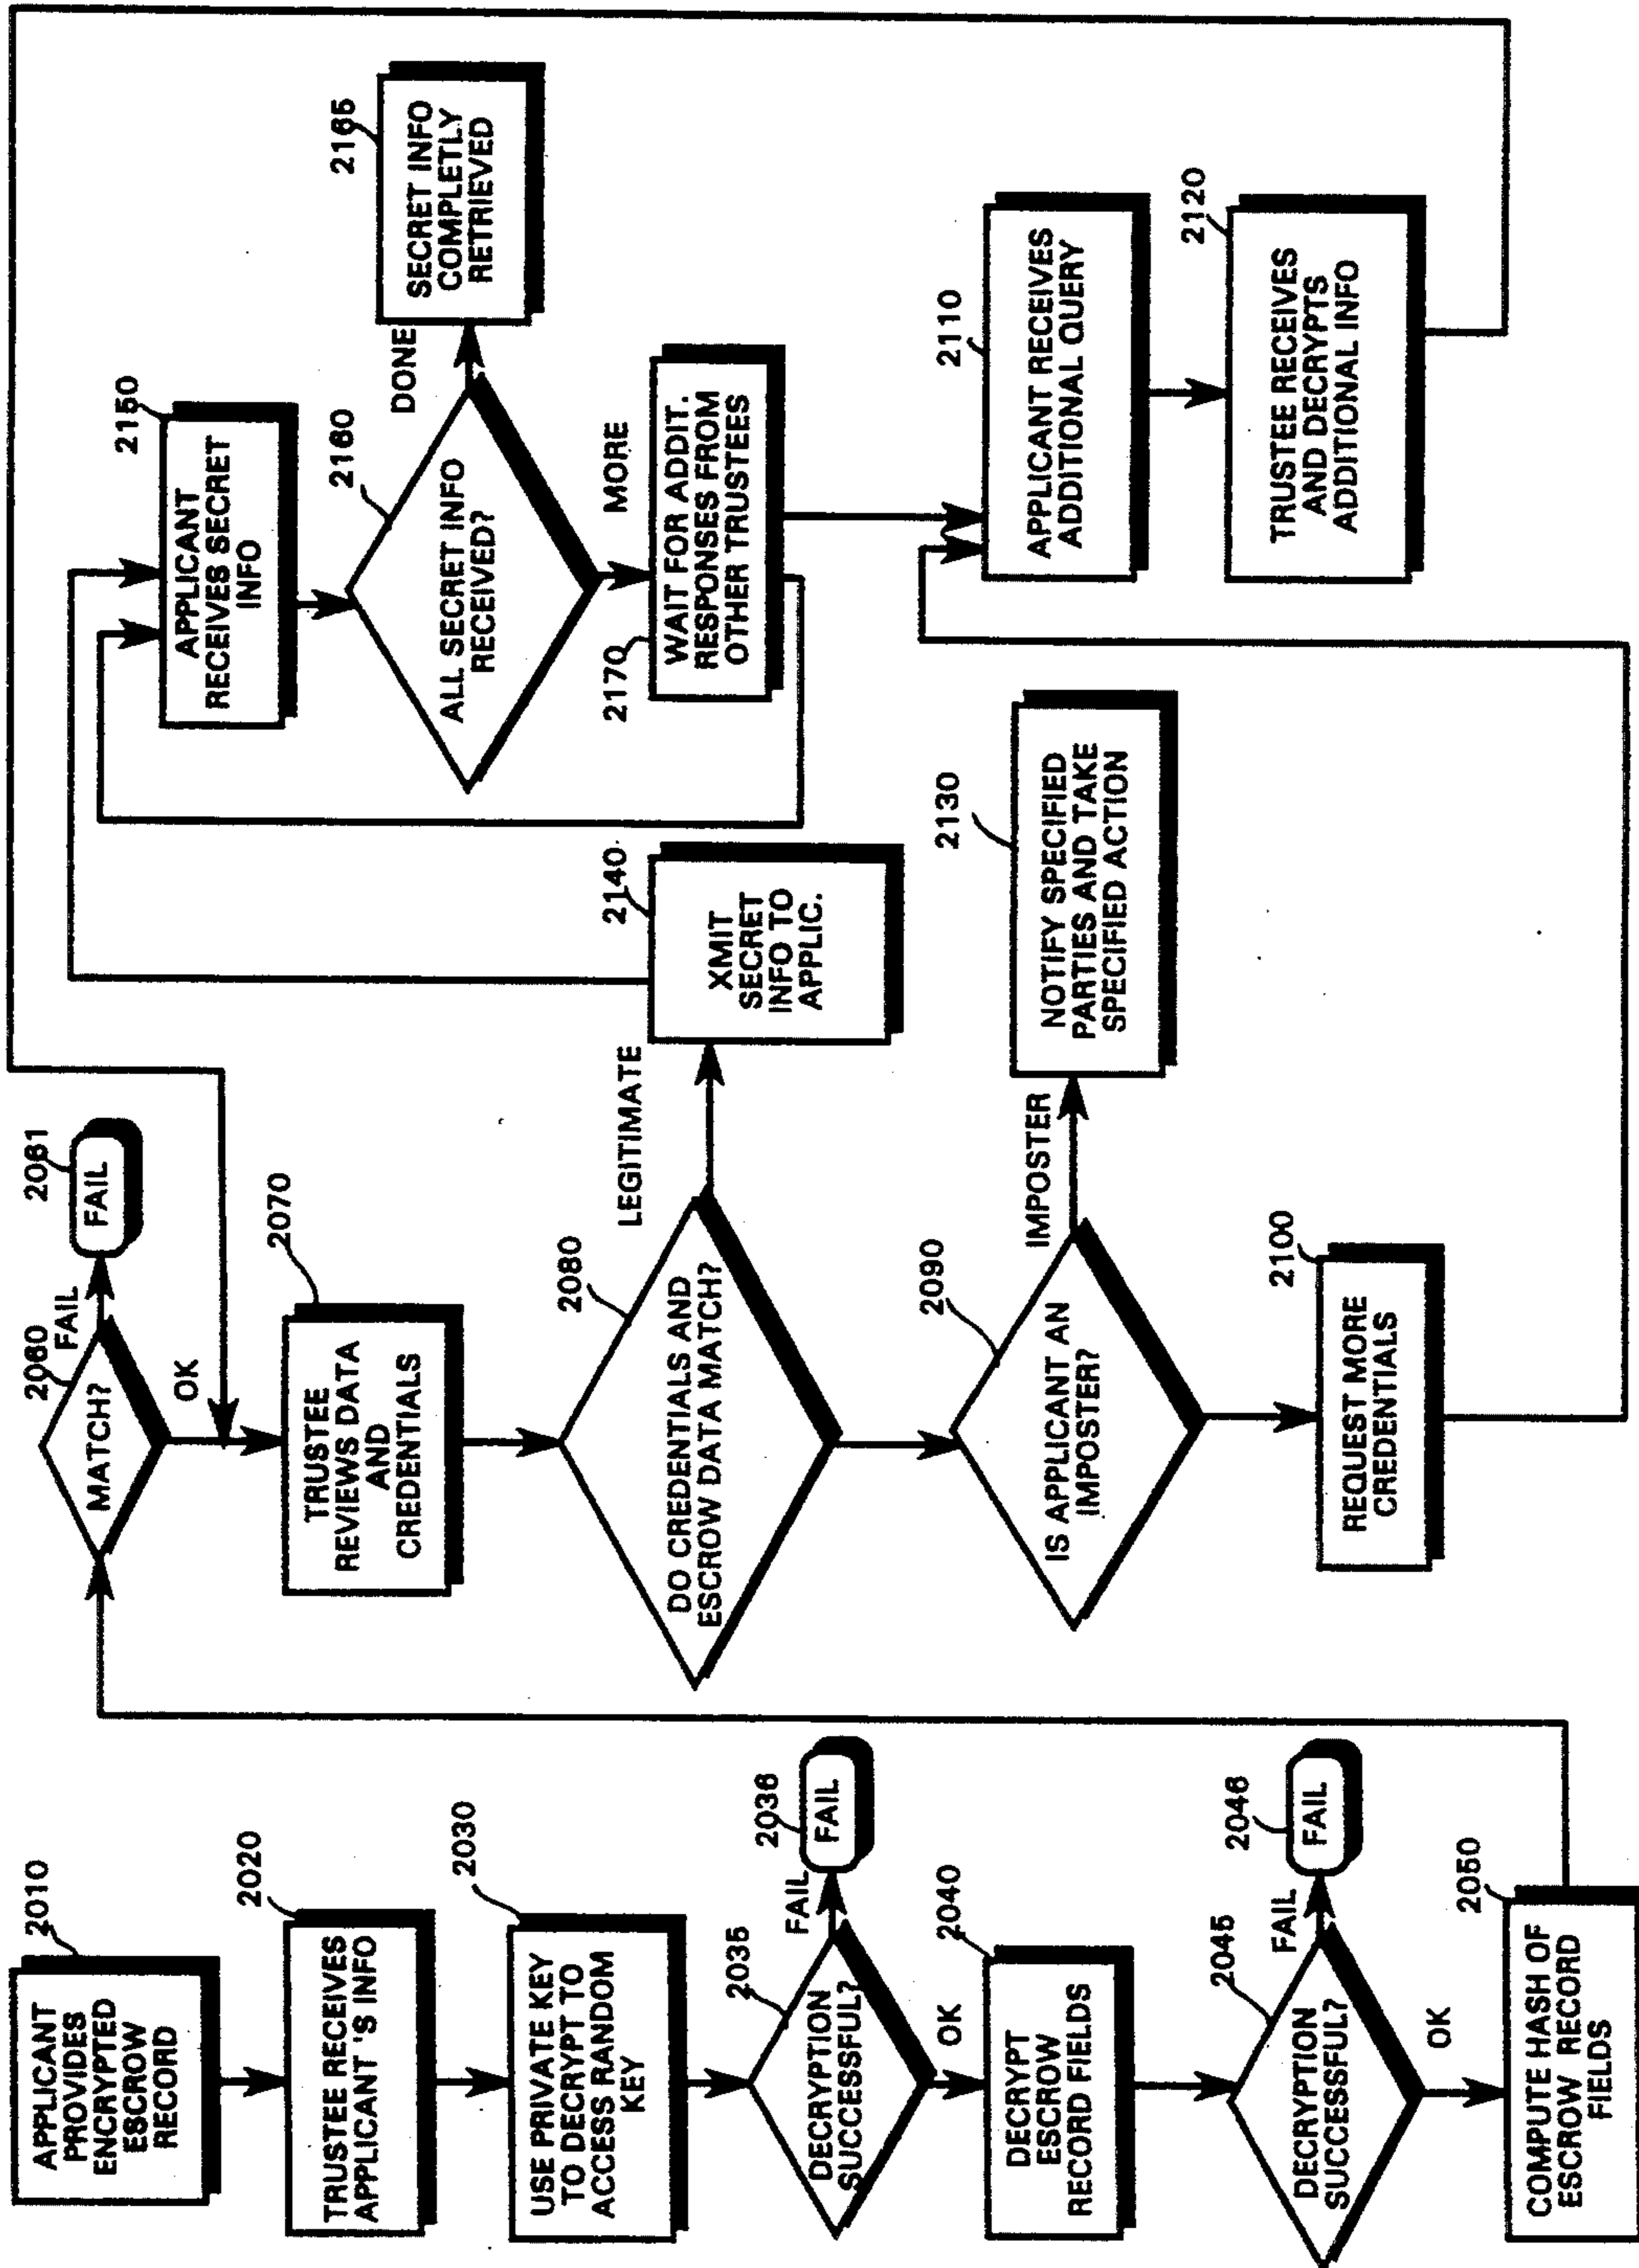 2010
APPLICANT
PROVIDES
ENCRYPTED
ESCROW
RECORD
2020
TRUSTEE RECEIVES
APPLICANT 'S INFO
2030
USE PRIVATE KEY
TO DECRYPT TO
ACCESS RANDOM
KEY
2035
DECRYPTION
SUCCESSFUL?
FAIL
2036
FAIL
OK
2040
DECRYPT
ESCROW
RECORD FIELDS
2045
DECRYPTION
SUCCESSFUL?
FAIL
2046
FAIL
OK
2050
COMPUTE HASH OF
ESCROW RECORD
FIELDS
2060
MATCH?
FAIL
2061
FAIL
OK
2070
TRUSTEE
REVIEWS DATA
AND
CREDENTIALS
2080
DO CREDENTIALS AND
ESCROW DATA MATCH?
LEGITIMATE
2140
XMIT
SECRET
INFO TO
APPLIC.
2090
IS APPLICANT AN
IMPOSTER?
IMPOSTER
2130
NOTIFY SPECIFIED
PARTIES AND TAKE
SPECIFIED ACTION
2100
REQUEST MORE
CREDENTIALS
2150
APPLICANT
RECEIVES SECRET
INFO
2160
ALL SECRET INFO
RECEIVED?
DONE
2165
SECRET INFO
COMPLETLY
RETRIEVED
MORE
2170
WAIT FOR ADDIT.
RESPONSES FROM
OTHER TRUSTEES
2110
APPLICANT RECEIVES
ADDITIONAL QUERY
2120
TRUSTEE RECEIVES
AND DECRYPTS
ADDITIONAL INFO